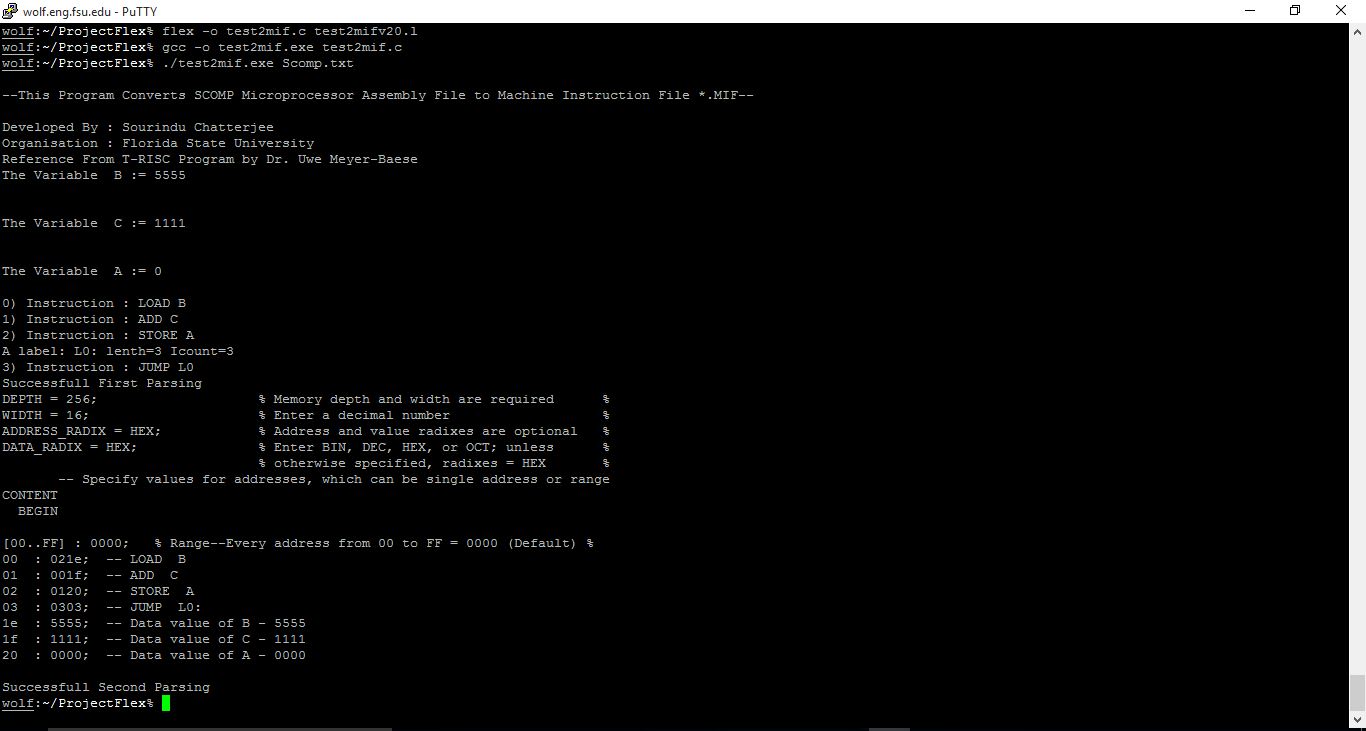 wolf.eng.fsu.edu - PuTTY
wolf:~/ProjectFlex% flex -o test2mif.c test2mifv20.l
wolf:~/ProjectFlex% gcc -o test2mif.exe test2mif.c
wolf:~/ProjectFlex% ./test2mif.exe Scomp.txt
--This Program Converts SCOMP Microprocessor Assembly File to Machine Instruction File *.MIF--
Developed By : Sourindu Chatterjee
Organisation : Florida State University
Reference From T-RISC Program by Dr. Uwe Meyer-Baese
The Variable  B := 5555
The Variable  C := 1111
The Variable  A := 0
0) Instruction : LOAD B
1) Instruction : ADD C
2) Instruction : STORE A
A label: L0: lenth=3 Icount=3
3) Instruction : JUMP L0
Successfull First Parsing
DEPTH = 256;                    % Memory depth and width are required      %
WIDTH = 16;                     % Enter a decimal number                   %
ADDRESS_RADIX = HEX;            % Address and value radixes are optional   %
DATA_RADIX = HEX;               % Enter BIN, DEC, HEX, or OCT; unless      %
                                % otherwise specified, radixes = HEX       %
       -- Specify values for addresses, which can be single address or range
CONTENT
  BEGIN
[00..FF] : 0000;   % Range--Every address from 00 to FF = 0000 (Default) %
00  : 021e;  -- LOAD  B
01  : 001f;  -- ADD  C
02  : 0120;  -- STORE  A
03  : 0303;  -- JUMP  L0:
1e  : 5555;  -- Data value of B - 5555
1f  : 1111;  -- Data value of C - 1111
20  : 0000;  -- Data value of A - 0000
Successfull Second Parsing
wolf:~/ProjectFlex%